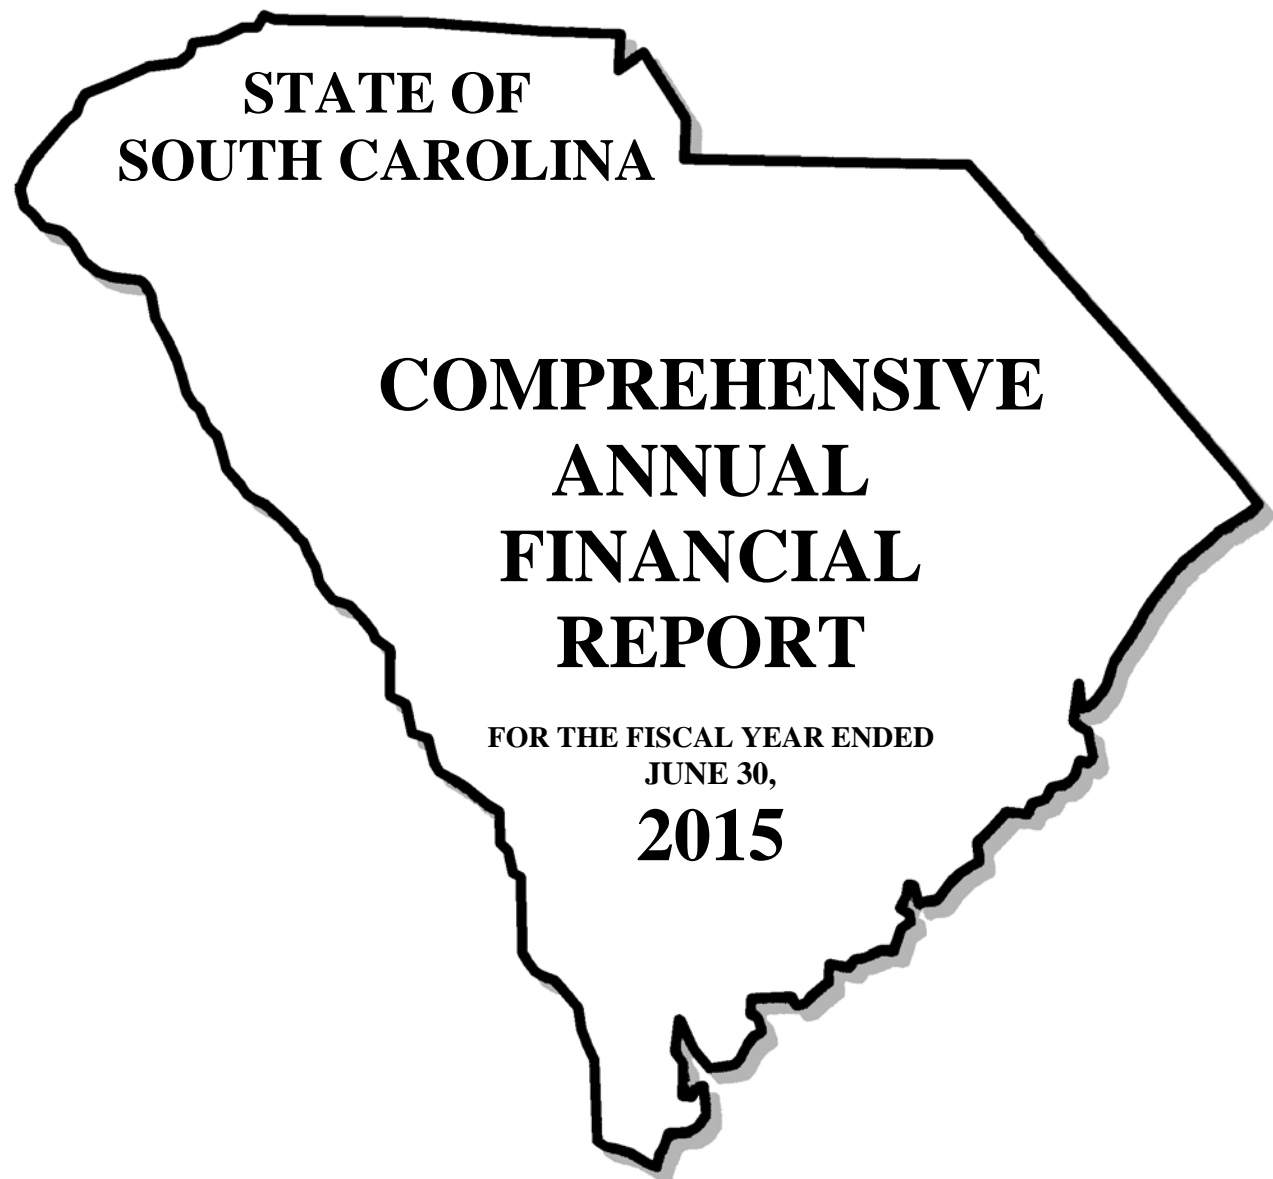 STATE OF
SOUTH CAROLINA
COMPREHENSIVE
ANNUAL
FINANCIAL
REPORT
FOR THE FISCAL YEAR ENDED
JUNE 30,
2015